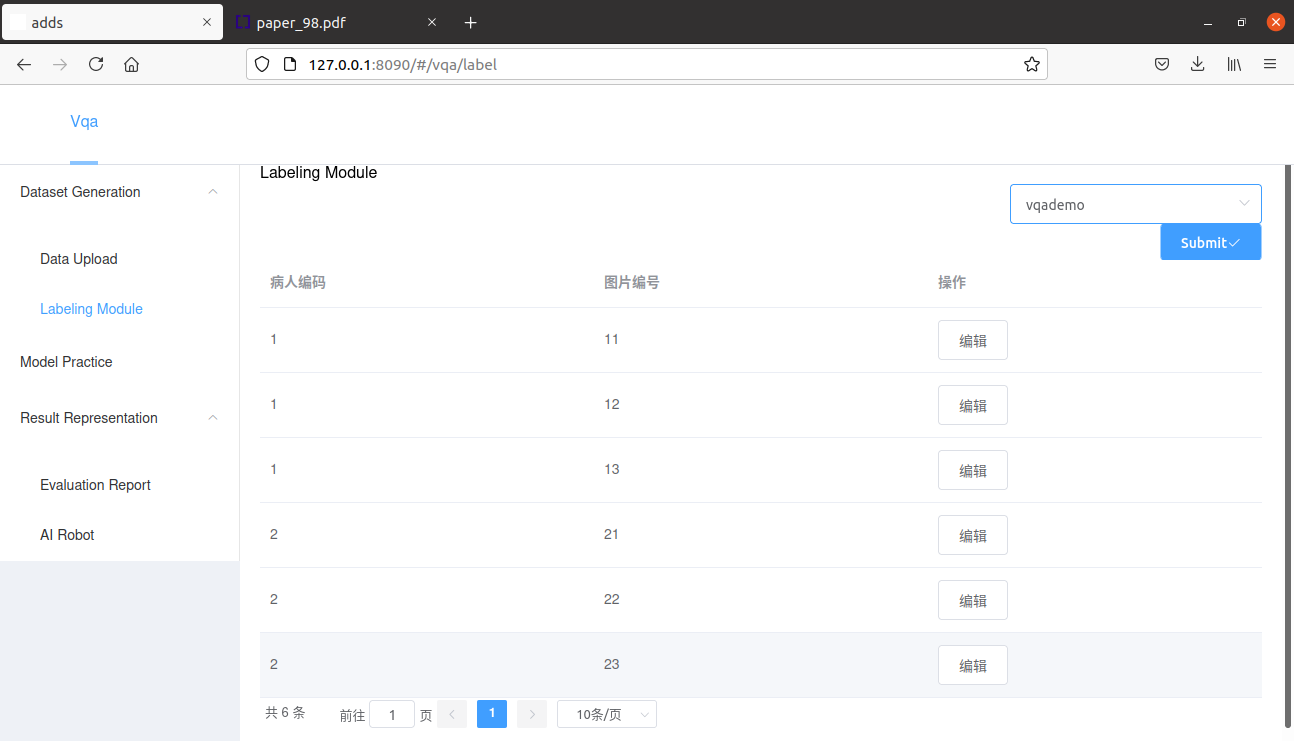 adds
paper_98.pdf
127.0.0.1:8090/#/vqa/label
Vqa
Dataset Generation
Data Upload
Labeling Module
Model Practice
Result Representation
Evaluation Report
AI Robot
Labeling Module
vqademo
Submit
病人编码 图片编号 操作
1 11 编辑
1 12 编辑
1 13 编辑
2 21 编辑
2 22 编辑
2 23 编辑
共 6 条 前往 1 页 1 10条/页